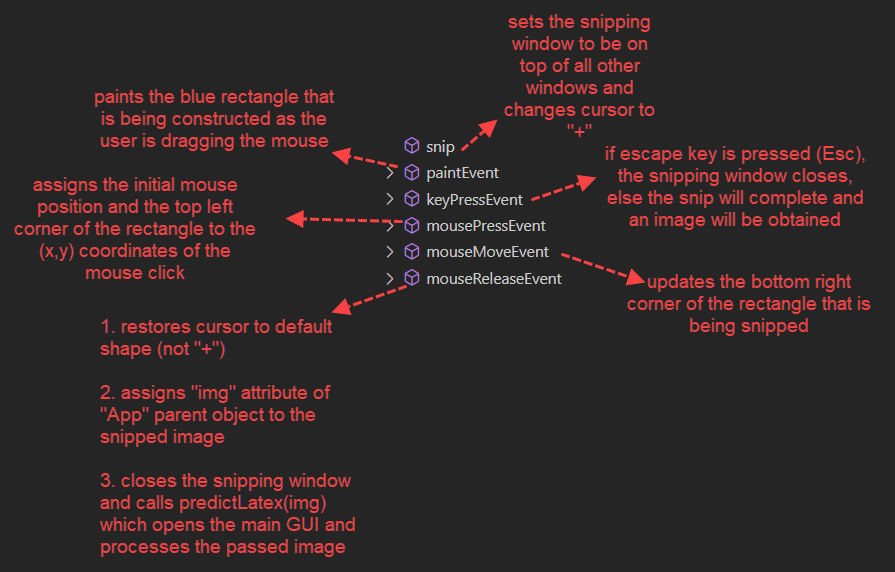 sets the snipping
window to be on
top of all other
windows and
changes cursor to
"+"
paints the blue rectangle that
is being constructed as the
user is dragging the mouse
snip
paintEvent
keyPressEvent
mousePressEvent
mouseMoveEvent
mouseReleaseEvent
if escape key is pressed (Esc),
the snipping window closes,
else the snip will complete and
an image will be obtained
assigns the initial mouse
position and the top left
corner of the rectangle to the
(x,y) coordinates of the
mouse click
updates the bottom right
corner of the rectangle that is
being snipped
1. restores cursor to default
shape (not "+")
2. assigns "img" attribute of
"App" parent object to the
snipped image
3. closes the snipping window
and calls predictLatex(img)
which opens the main GUI and
processes the passed image